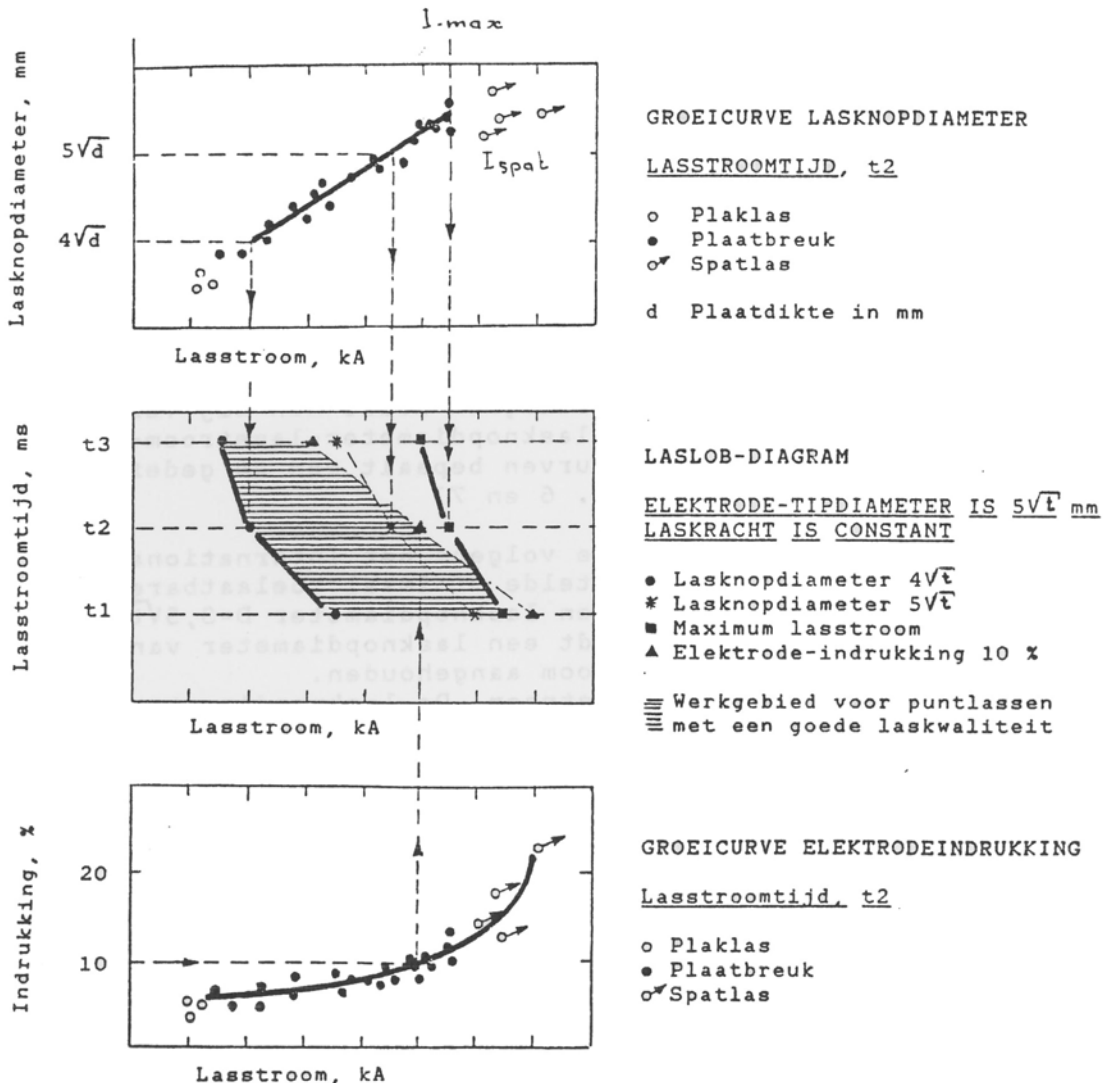 I-max
Lasknopdiameter, mm
5√d
4√d
Ispat
Lasstroom, kA
GROEICURVE LASKNOPDIAMETER
LASSTROOMTIJD, t2
Plaklas
Plaatbreuk
Spatlas
d Plaatdikte in mm
Lasstroomtijd, ms
t3
t2
t1
Lasstroom, kA
LASLOB-DIAGRAM
ELEKTRODE-TIPDIAMETER IS 5√t mm
LASKRACHT IS CONSTANT
Lasknopdiameter 4√t
Lasknopdiameter 5√t
Maximum lasstroom
Elektrode-indrukking 10 %
Werkgebied voor puntlassen
met een goede laskwaliteit
Indrukking, %
20
10
0
Lasstroom, kA
GROEICURVE ELEKTRODEINDRUKKING
Lasstroomtijd, t2
Plaklas
Plaatbreuk
Spatlas